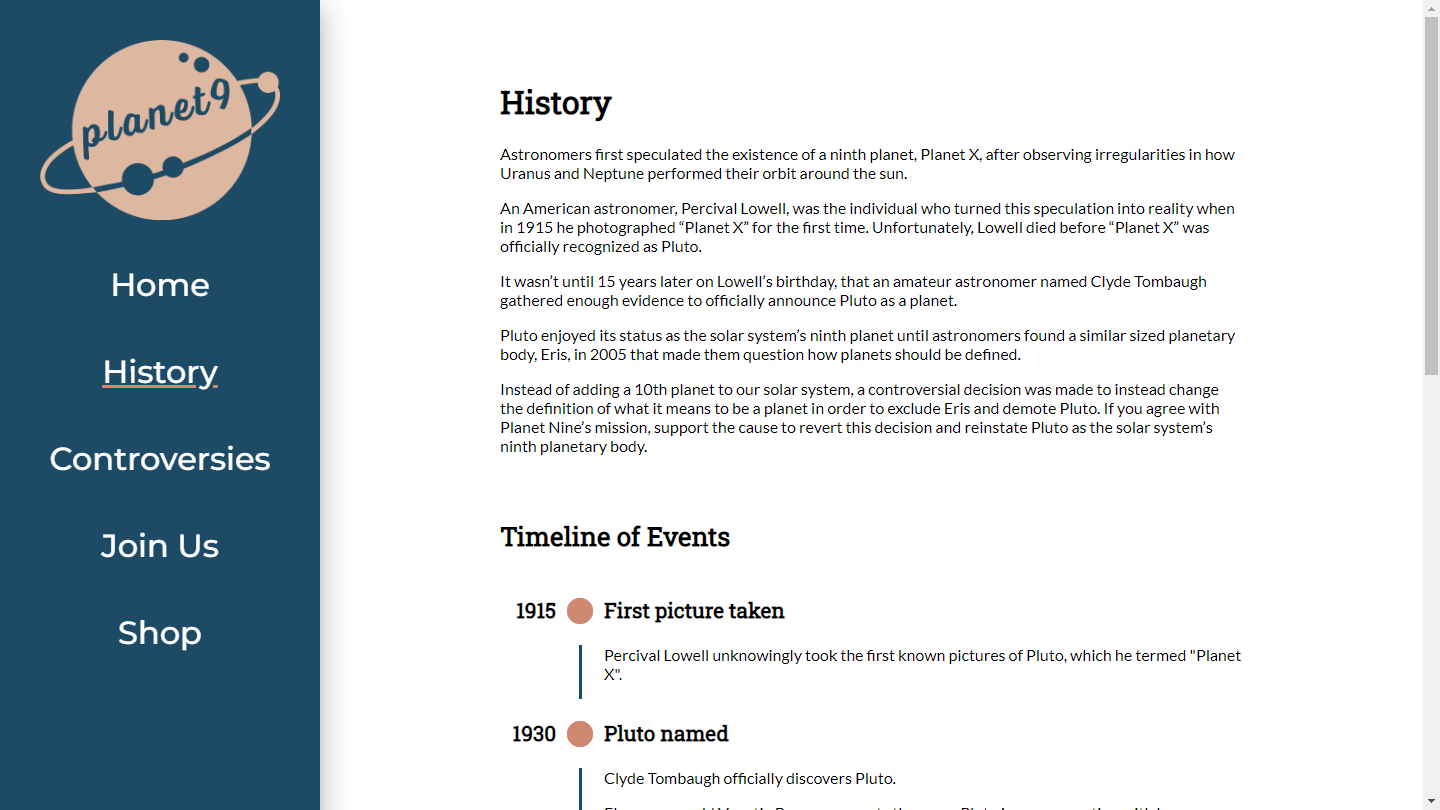 planet9
Home
History
Controversies
Join Us
Shop
History
Astronomers first speculated the existence of a ninth planet, Planet X, after observing irregularities in how
Uranus and Neptune performed their orbit around the sun.
An American astronomer, Percival Lowell, was the individual who turned this speculation into reality when
in 1915 he photographed “Planet X” for the first time. Unfortunately, Lowell died before “Planet X” was
officially recognized as Pluto.
It wasn’t until 15 years later on Lowell’s birthday, that an amateur astronomer named Clyde Tombaugh
gathered enough evidence to officially announce Pluto as a planet.
Pluto enjoyed its status as the solar system’s ninth planet until astronomers found a similar sized planetary
body, Eris, in 2005 that made them question how planets should be defined.
Instead of adding a 10th planet to our solar system, a controversial decision was made to instead change
the definition of what it means to be a planet in order to exclude Eris and demote Pluto. If you agree with
Planet Nine’s mission, support the cause to revert this decision and reinstate Pluto as the solar system’s
ninth planetary body.
Timeline of Events
1915 First picture taken
Percival Lowell unknowingly took the first known pictures of Pluto, which he termed "Planet
X".
1930 Pluto named
Clyde Tombaugh officially discovers Pluto.